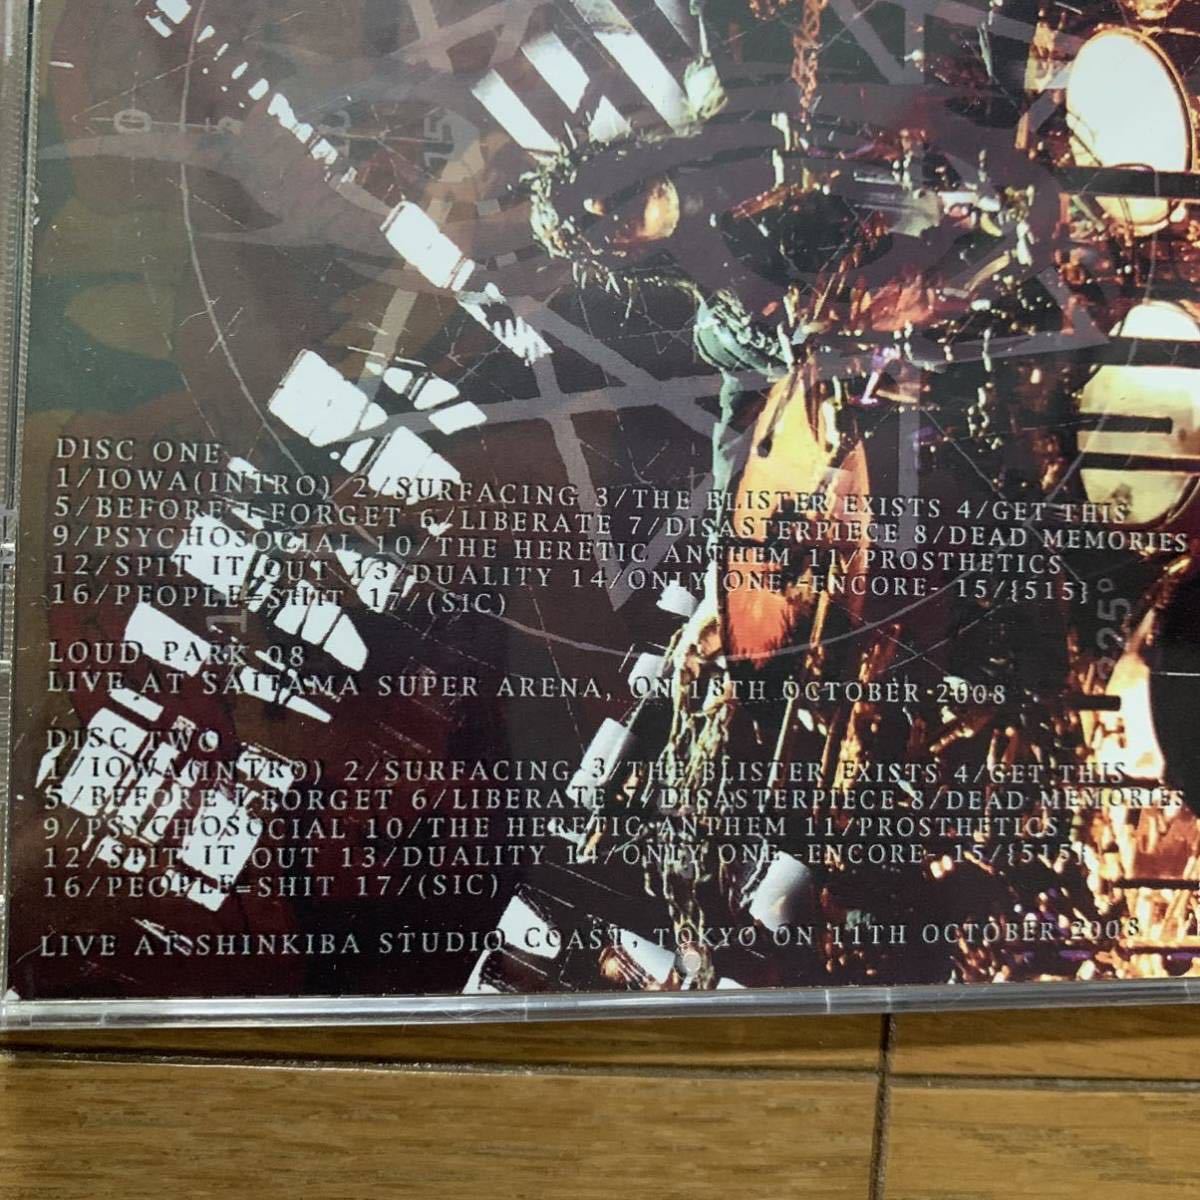 DISC ONE
1/IOWA(INTRO) 2/SURFACING 3/THE BLISTER EXISTS 4/GET THIS
5/BEFORE I FORGET 6/LIBERATE 7/DISASTERPIECE 8/DEAD MEMORIES
9/PSYCHOSOCIAL 10/THE HERETIC ANTHEM 11/PROSTHETICS
12/SPIT IT OUT 13/DUALITY 14/ONLY ONE -ENCORE- 15/{515}
16/PEOPLE=SHIT 17/(SIC)
LOUD PARK 08
LIVE AT SAITAMA SUPER ARENA, ON 18TH OCTOBER 2008
DISC TWO
1/IOWA(INTRO) 2/SURFACING 3/THE BLISTER EXISTS 4/GET THIS
5/BEFORE I FORGET 6/LIBERATE 7/DISASTERPIECE 8/DEAD MEMORIES
9/PSYCHOSOCIAL 10/THE HERETIC ANTHEM 11/PROSTHETICS
12/SPIT IT OUT 13/DUALITY 14/ONLY ONE -ENCORE- 15/{515}
16/PEOPLE=SHIT 17/(SIC)
LIVE AT SHINKIBA STUDIO COAST, TOKYO ON 11TH OCTOBER 2008
0
15
225°